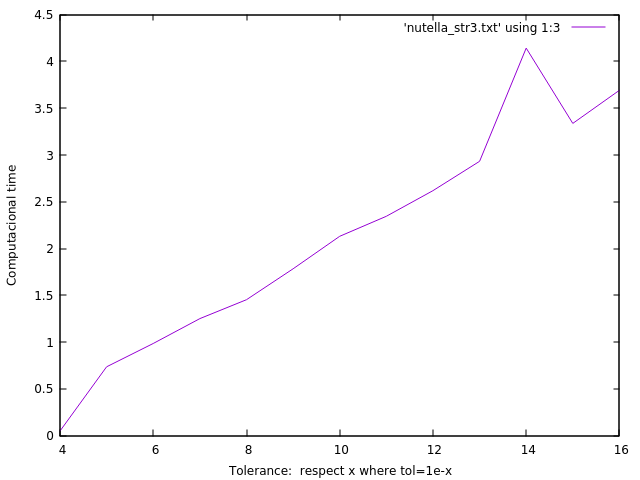 4.5
'nutella_str3.txt' using 1:3
4
3.5
3
2.5
2
1.5
1
0.5
0
Computacional time
4 6 8 10 12 14 16
Tolerance:  respect x where tol=1e-x